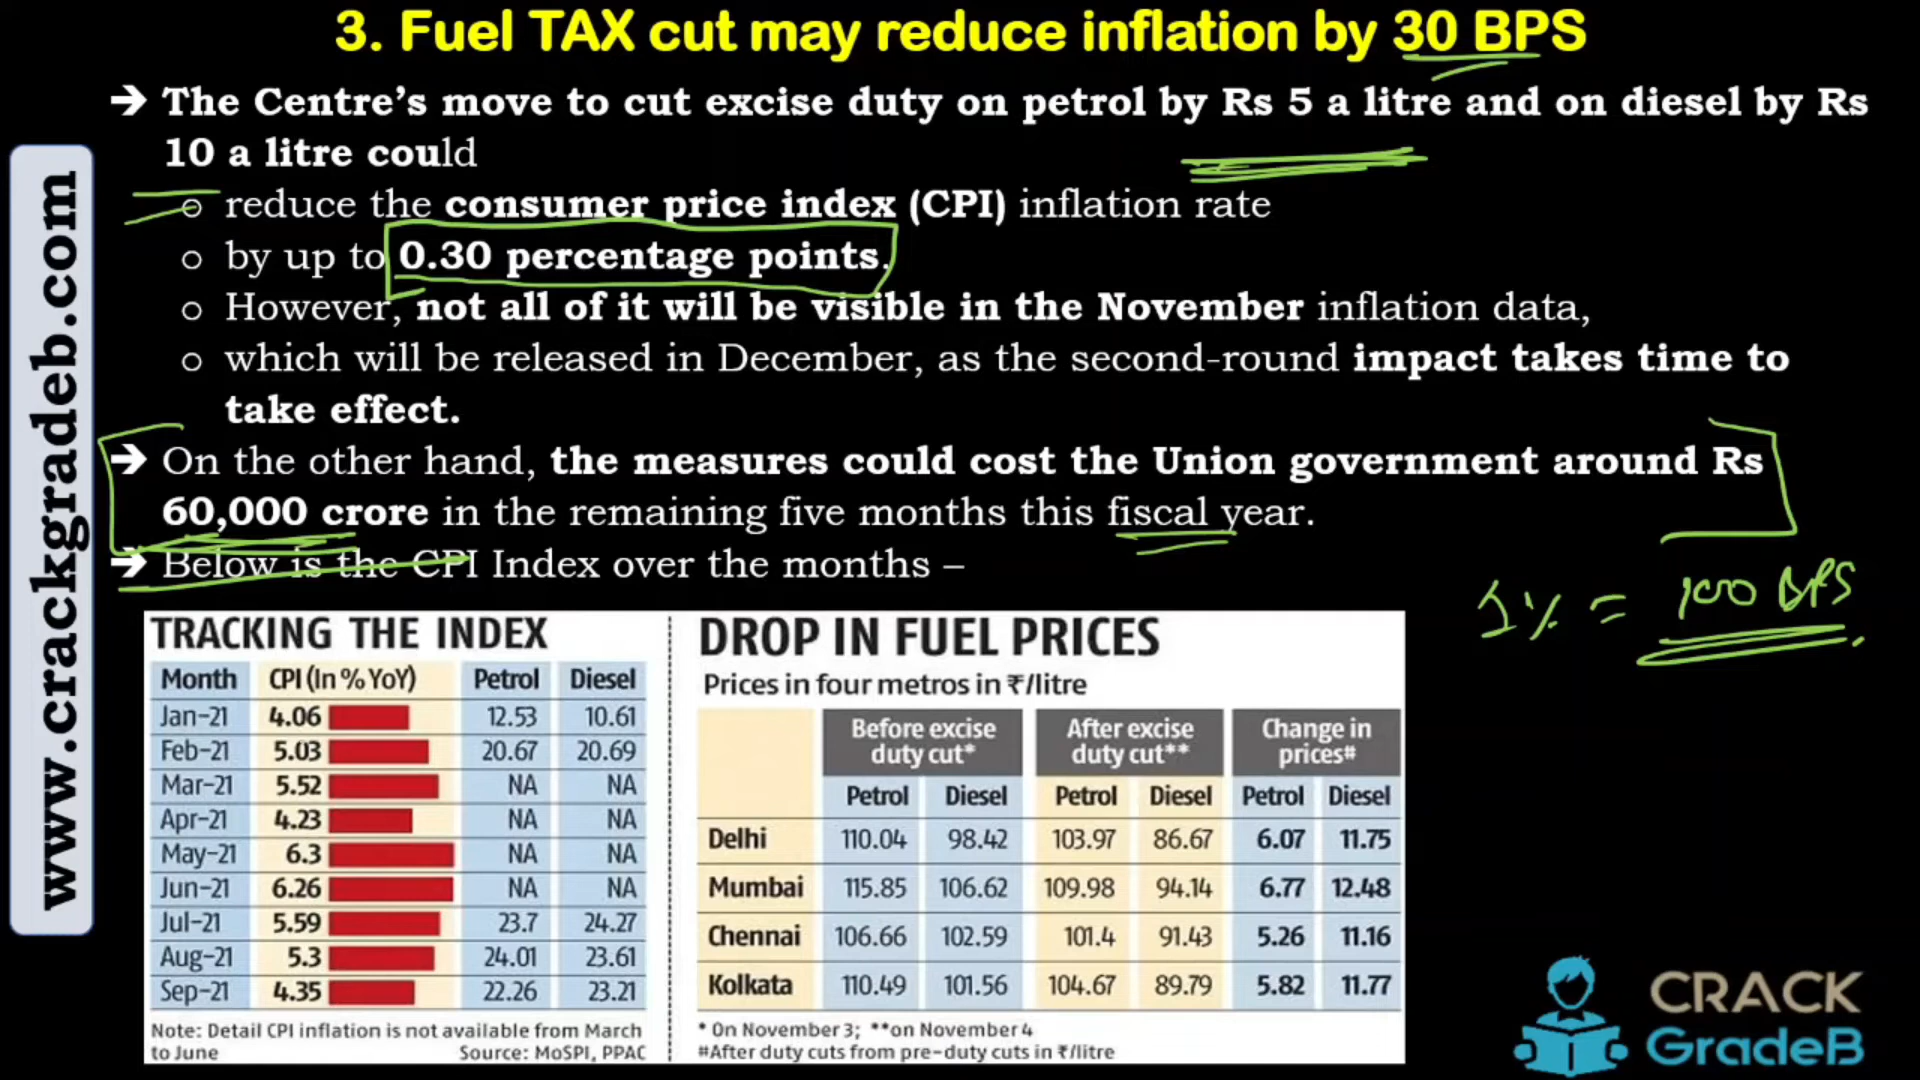 3. Fuel TAX cut may reduce inflation by 30 BPS
➔ The Centre's move to cut excise duty on petrol by Rs 5 a litre and on diesel by Rs
10 a litre could
o reduce the consumer price index (CPI) inflation rate
o by up to 0.30 percentage points.
o However, not all of it will be visible in the November inflation data,
o which will be released in December, as the second-round impact takes time to
take effect.
➔ On the other hand, the measures could cost the Union government around Rs
60,000 crore in the remaining five months this fiscal year.
➔ Below is the CPI Index over the months –
1% = 100 BPS
www.crackgradeb.com
TRACKING THE INDEX
Month CPI (In % YoY) Petrol Diesel
Jan-21 4.06 12.53 10.61
Feb-21 5.03 20.67 20.69
Mar-21 5.52 NA NA
Apr-21 4.23 NA NA
May-21 6.3 NA NA
Jun-21 6.26 NA NA
Jul-21 5.59 23.7 24.27
Aug-21 5.3 24.01 23.61
Sep-21 4.35 22.26 23.21
Note: Detail CPI inflation is not available from March
to June Source: MoSPI, PPAC
DROP IN FUEL PRICES
Prices in four metros in ₹/litre
Before excise After excise Change in
duty cut* duty cut** prices#
Petrol Diesel Petrol Diesel Petrol Diesel
Delhi 110.04 98.42 103.97 86.67 6.07 11.75
Mumbai 115.85 106.62 109.98 94.14 6.77 12.48
Chennai 106.66 102.59 101.4 91.43 5.26 11.16
Kolkata 110.49 101.56 104.67 89.79 5.82 11.77
* On November 3; **on November 4
#After duty cuts from pre-duty cuts in ₹/litre
CRACK
GradeB